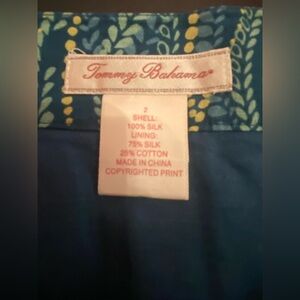 Tommy Bahama®
2
SHELL:
100% SILK
LINING:
75% SILK
25% COTTON
MADE IN CHINA
COPYRIGHTED PRINT